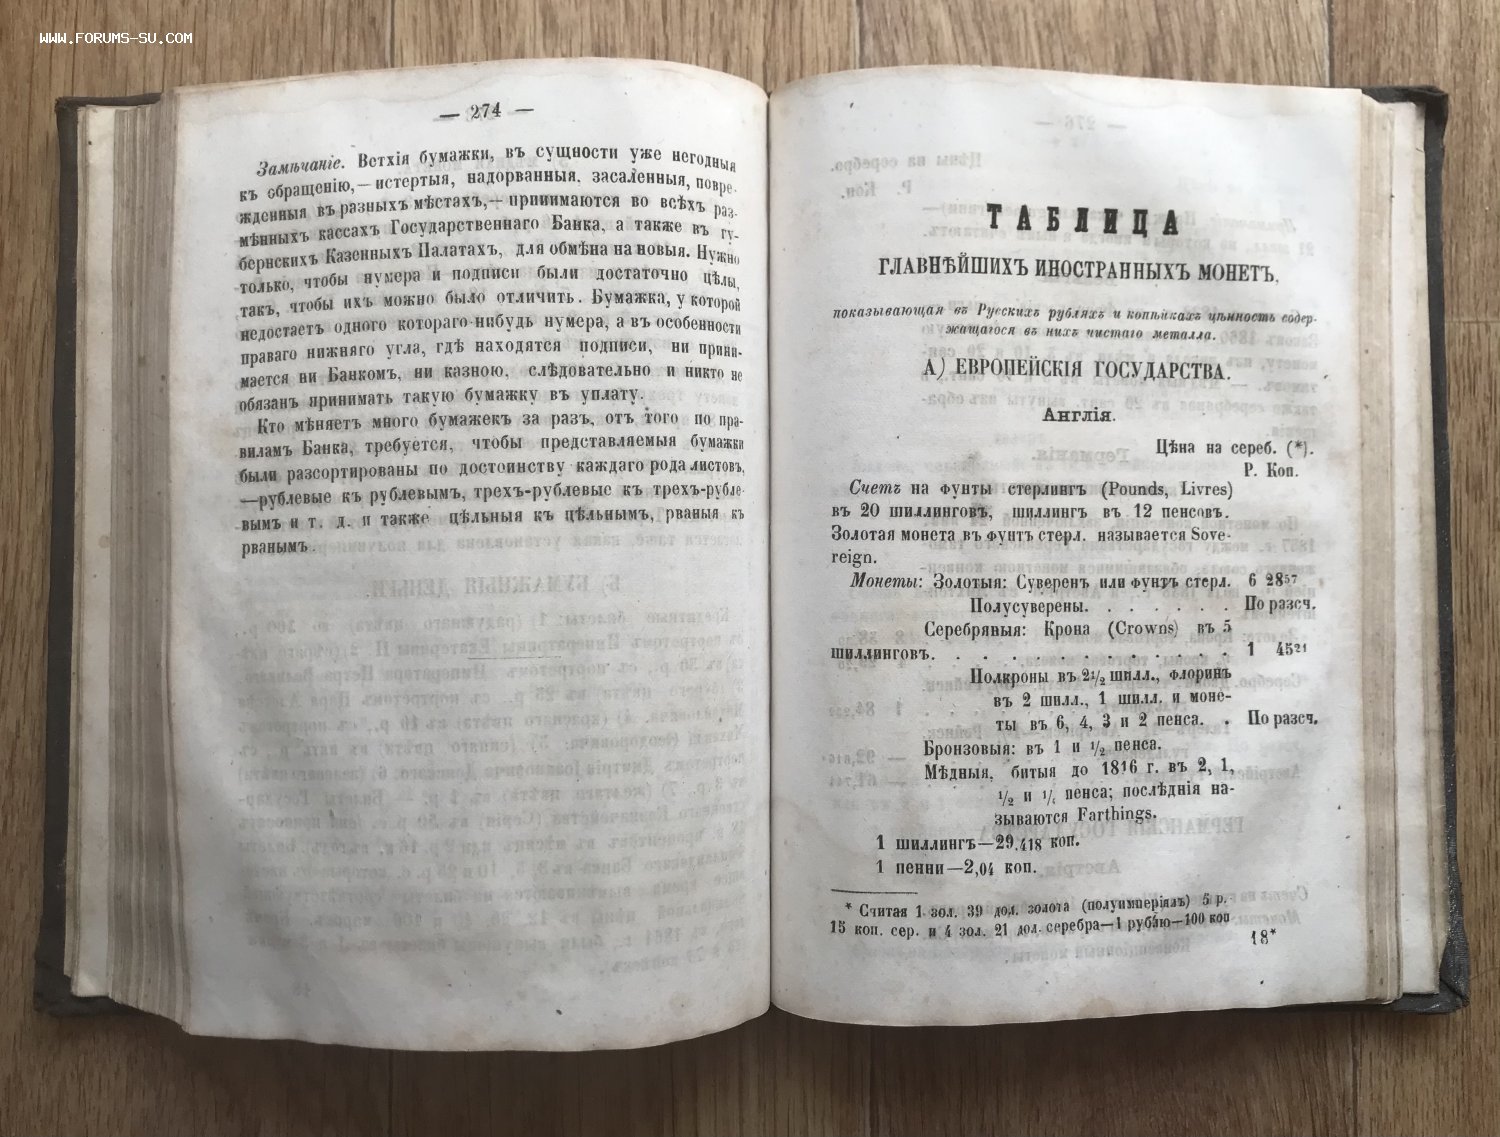 WWW.FORUMS-SU.COM
— 274 —
Замѣчаніе. Ветхія бумажки, въ сущности уже негодныя
къ обращенію,—истертыя, надорванныя, засаленныя, повре-
жденныя въ разныхъ мѣстахъ,—принимаются во всѣхъ раз-
мѣнныхъ кассахъ Государственнаго Банка, а также въ гу-
бернскихъ Казенныхъ Палатахъ, для обмѣна на новыя. Нужно
только, чтобы нумера и подписи были достаточно цѣлы,
такъ, чтобы ихъ можно было отличить. Бумажка, у которой
недостаетъ одного котораго-нибудь нумера, а въ особенности
праваго нижняго угла, гдѣ находятся подписи, ни прини-
мается ни Банкомъ, ни казною, слѣдовательно и никто не
обязанъ принимать такую бумажку въ уплату.
Кто мѣняетъ много бумажекъ за разъ, отъ того по пра-
виламъ Банка, требуется, чтобы представляемыя бумажки
были разсортированы по достоинству каждаго рода листовъ,
—рублевые къ рублевымъ, трехъ-рублевые къ трехъ-рубле-
вымъ и т. д. и также цѣльныя къ цѣльнымъ, рваныя къ
рванымъ.
ТАБЛИЦА
ГЛАВНѢЙШИХЪ ИНОСТРАННЫХЪ МОНЕТЪ,
показывающая въ Русскихъ рубляхъ и копѣйкахъ цѣнность содер-
жащагося въ нихъ чистаго металла.
А) ЕВРОПЕЙСКІЯ ГОСУДАРСТВА.
Англія.
Цѣна на сереб. (*).
Р. Коп.
Счетъ на фунты стерлингъ (Pounds, Livres)
въ 20 шиллинговъ, шиллингъ въ 12 пенсовъ.
Золотая монета въ фунтъ стерл. называется Sove-
reign.
Монеты: Золотыя: Суверенъ или фунтъ стерл. 6 28⁵⁷
Полусуверены. . . . . . . По разсч.
Серебряныя: Крона (Crowns) въ 5
шиллинговъ. . . . . . . . . . . . . 1 45²¹
Полкроны въ 2½ шилл., флоринъ
въ 2 шилл., 1 шилл. и моне-
ты въ 6, 4, 3 и 2 пенса. . По разсч.
Бронзовыя: въ 1 и ½ пенса.
Мѣдныя, битыя до 1816 г. въ 2, 1,
½ и пенса; послѣднія на-
зываются Farthings.
1 шиллингъ—29,418 коп.
1 пенни—2,04 коп.
* Считая 1 зол. 39 дол. золота (полуимперіялъ) 5 р.
15 коп. сер. и 4 зол. 21 дол. серебра—1 рублю—100 коп
18*